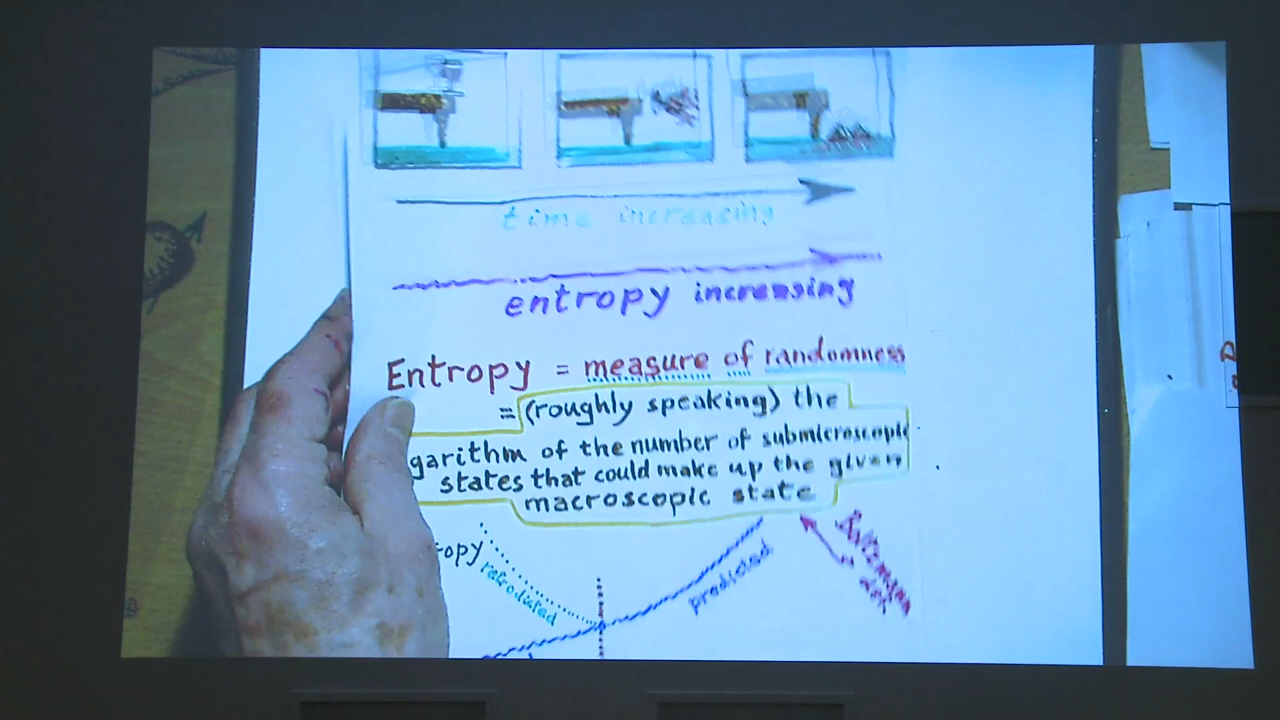 time increasing
entropy increasing
Entropy = measure of randomness
= (roughly speaking) the
garithm of the number of submicroscopic
states that could make up the given
macroscopic state
opy
retrodicted
predicted